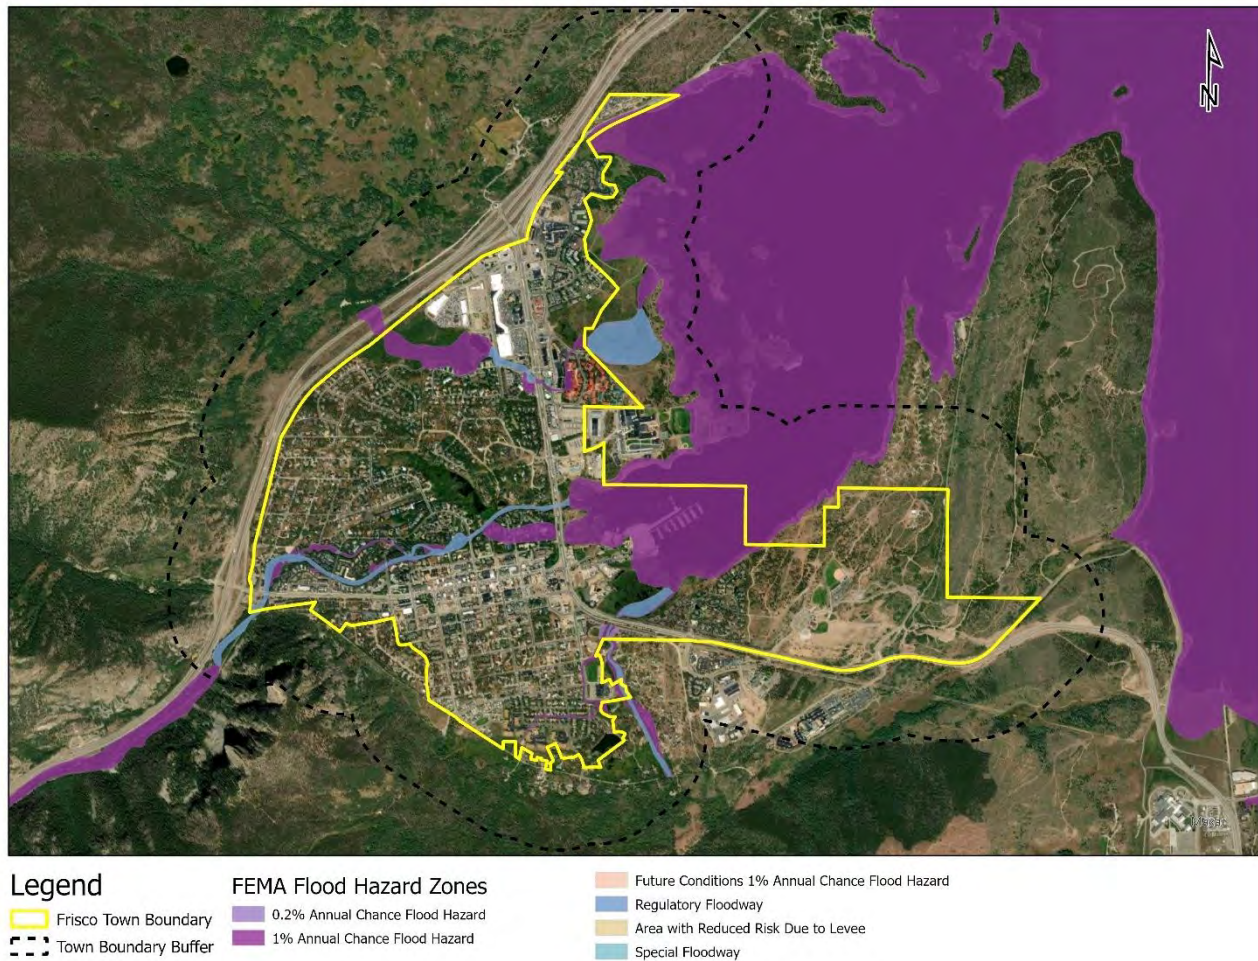 N
Legend
Frisco Town Boundary
Town Boundary Buffer
FEMA Flood Hazard Zones
0.2% Annual Chance Flood Hazard
1% Annual Chance Flood Hazard
Future Conditions 1% Annual Chance Flood Hazard
Regulatory Floodway
Area with Reduced Risk Due to Levee
Special Floodway